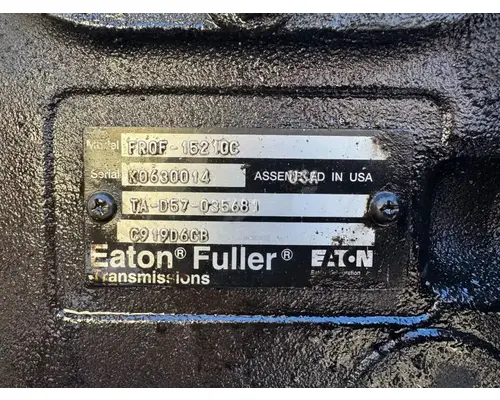 Model FROF-15210C
Serial K0630014 ASSEMBLED IN USA
TA-D57-035681
C919D6CB
Eaton® Fuller® EATON
Transmissions